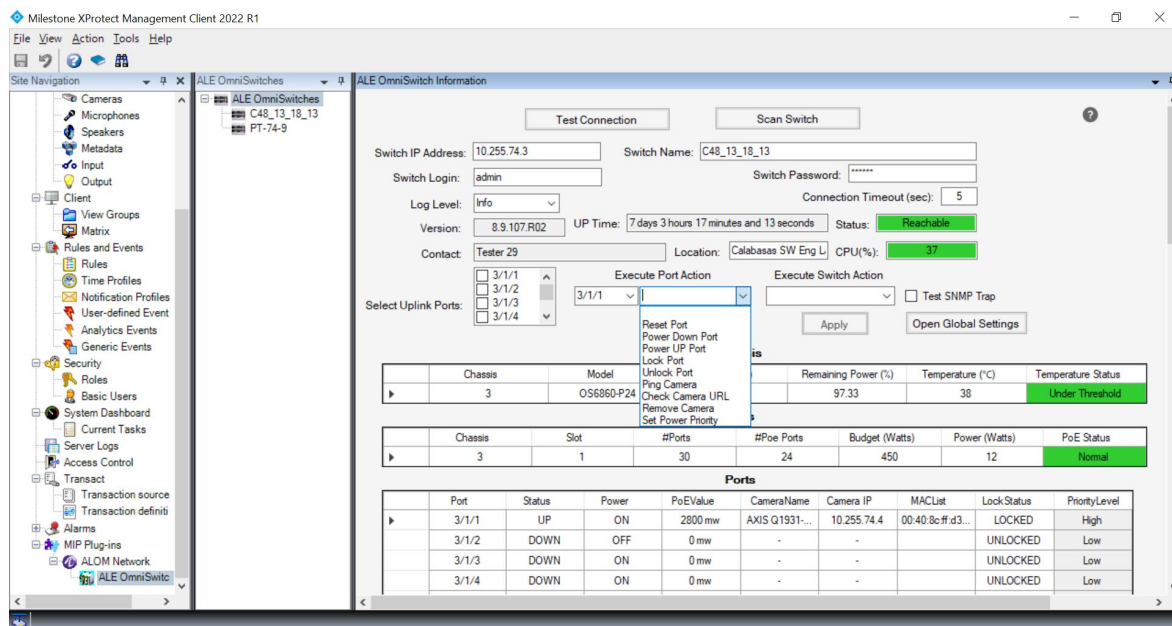 Milestone XProtect Management Client 2022 R1
File View Action Tools Help
Site Navigation
Cameras
Microphones
Speakers
Metadata
Input
Output
Client
View Groups
Matrix
Rules and Events
Rules
Time Profiles
Notification Profiles
User-defined Event
Analytics Events
Generic Events
Security
Roles
Basic Users
System Dashboard
Current Tasks
Server Logs
Access Control
Transact
Transaction source
Transaction definiti
Alarms
MIP Plug-ins
ALOM Network
ALE OmniSwitc
ALE OmniSwitches
ALE OmniSwitches
C48_13_18_13
PT-74-9
ALE OmniSwitch Information
Test Connection Scan Switch ?
Switch IP Address: 10.255.74.3 Switch Name: C48_13_18_13
Switch Login: admin Switch Password: ******
Log Level: Info Connection Timeout (sec): 5
Version: 8.9.107.R02 UP Time: 7 days 3 hours 17 minutes and 13 seconds Status: Reachable
Contact: Tester 29 Location: Calabasas SW Eng L CPU(%): 37
Select Uplink Ports: 3/1/1 3/1/2 3/1/3 3/1/4
Execute Port Action Execute Switch Action
3/1/1 Test SNMP Trap
Apply Open Global Settings
Reset Port
Power Down Port
Power UP Port
Lock Port
Unlock Port
Ping Camera
Check Camera URL
Remove Camera
Set Power Priority
is
Chassis Model Remaining Power (%) Temperature (°C) Temperature Status
3 OS6860-P24 97.33 38 Under Threshold
Chassis Slot #Ports #Poe Ports Budget (Watts) Power (Watts) PoE Status
3 1 30 24 450 12 Normal
Ports
Port Status Power PoEValue CameraName Camera IP MACList Lock Status PriorityLevel
3/1/1 UP ON 2800 mw AXIS Q1931-... 10.255.74.4 00:40:8c:ff:d3... LOCKED High
3/1/2 DOWN OFF 0 mw - - UNLOCKED Low
3/1/3 DOWN ON 0 mw - - UNLOCKED Low
3/1/4 DOWN ON 0 mw - - UNLOCKED Low